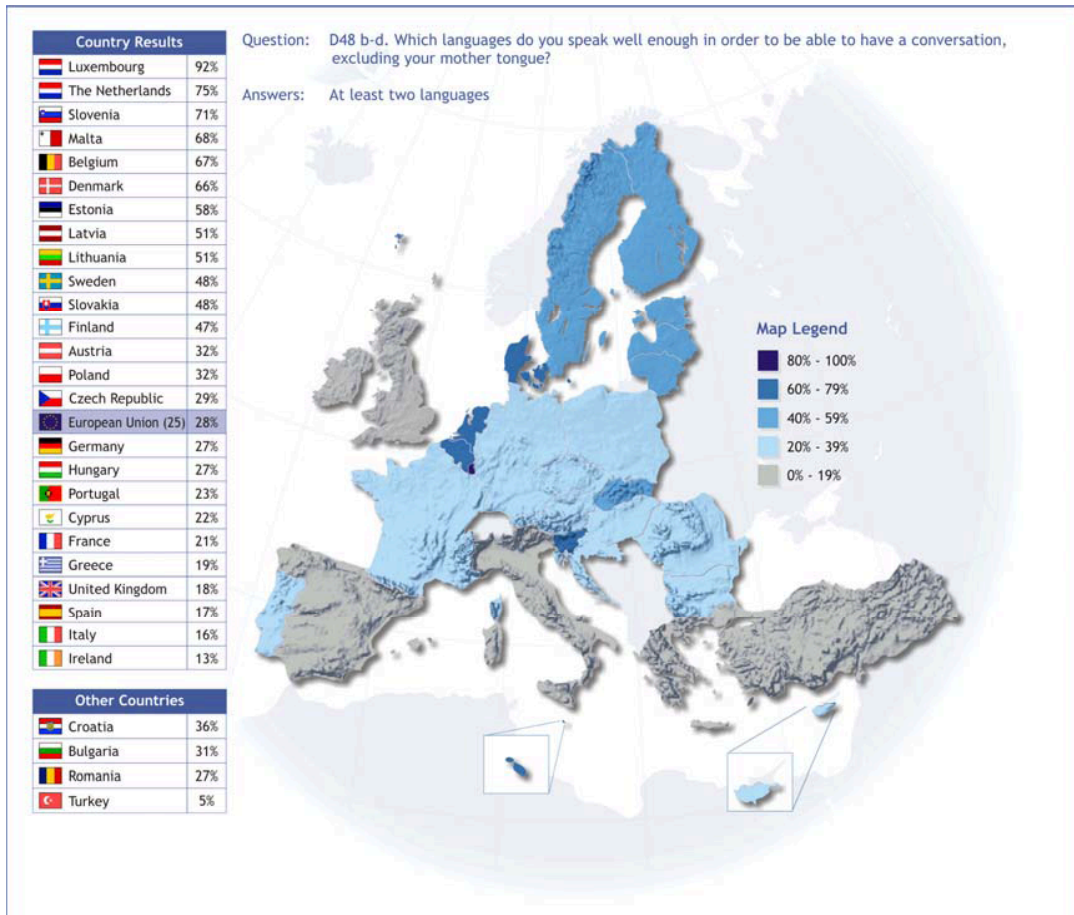 Country Results
Luxembourg 92%
The Netherlands 75%
Slovenia 71%
Malta 68%
Belgium 67%
Denmark 66%
Estonia 58%
Latvia 51%
Lithuania 51%
Sweden 48%
Slovakia 48%
Finland 47%
Austria 32%
Poland 32%
Czech Republic 29%
European Union (25) 28%
Germany 27%
Hungary 27%
Portugal 23%
Cyprus 22%
France 21%
Greece 19%
United Kingdom 18%
Spain 17%
Italy 16%
Ireland 13%
Other Countries
Croatia 36%
Bulgaria 31%
Romania 27%
Turkey 5%
Question: D48 b-d. Which languages do you speak well enough in order to be able to have a conversation,
excluding your mother tongue?
Answers: At least two languages
Map Legend
80% - 100%
60% - 79%
40% - 59%
20% - 39%
0% - 19%